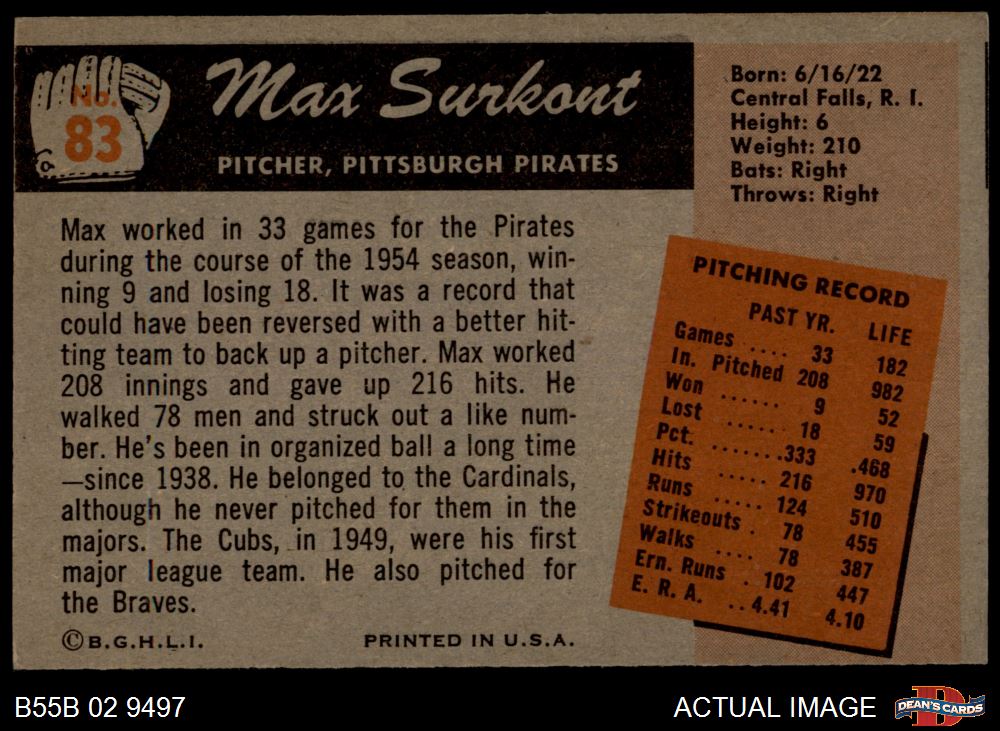 No.
83
Max Surkont
PITCHER, PITTSBURGH PIRATES
Born: 6/16/22
Central Falls, R. I.
Height: 6
Weight: 210
Bats: Right
Throws: Right
Max worked in 33 games for the Pirates
during the course of the 1954 season, win-
ning 9 and losing 18. It was a record that
could have been reversed with a better hit-
ting team to back up a pitcher. Max worked
208 innings and gave up 216 hits. He
walked 78 men and struck out a like num-
ber. He's been in organized ball a long time
—since 1938. He belonged to the Cardinals,
although he never pitched for them in the
majors. The Cubs, in 1949, were his first
major league team. He also pitched for
the Braves.
©B.G.H.L.I. PRINTED IN U.S.A.
PITCHING RECORD
PAST YR. LIFE
Games .... 33 182
In. Pitched 208 982
Won ...... 9 52
Lost ...... 18 59
Pct. .......333 .468
Hits ..... 216 970
Runs ..... 124 510
Strikeouts . 78 455
Walks .... 78 387
Ern. Runs . 102 447
E. R. A. ..4.41 4.10
B55B 02 9497 ACTUAL IMAGE
DEAN'S CARDS